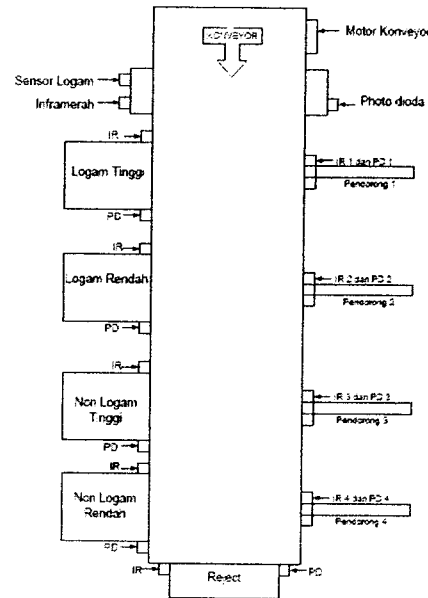 KONVEYOR
Motor Konveyor
Sensor Logam
Inframerah
Photo dioda
IR
Logam Tinggi
PD
IR 1 dan PD 1
Pendorong 1
IR
Logam Rendah
PD
IR 2 dan PD 2
Pendorong 2
IR
Non Logam
Tinggi
PD
IR 3 dan PD 3
Pendorong 3
IR
Non Logam
Rendah
PD
IR 4 dan PD 4
Pendorong 4
IR
Reject
PD